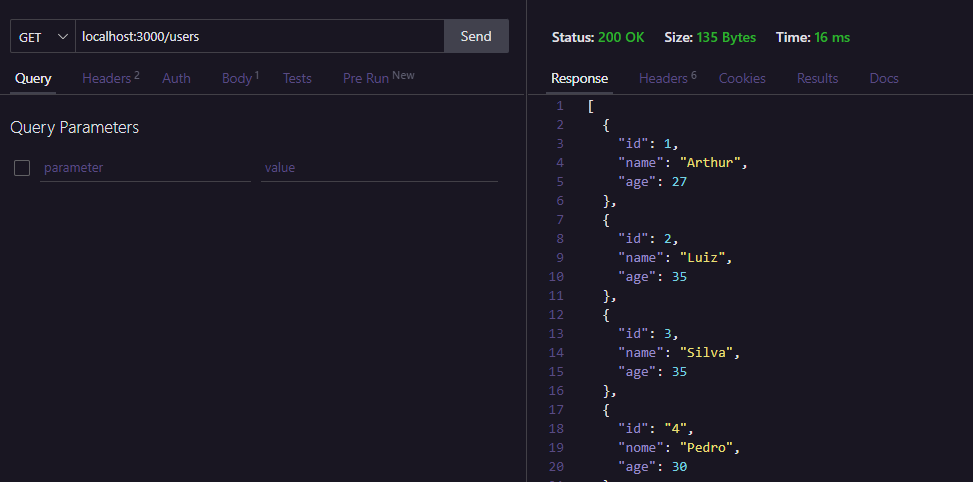 GET localhost:3000/users Send
Query Headers 2 Auth Body 1 Tests Pre Run New
Query Parameters
parameter value
Status: 200 OK Size: 135 Bytes Time: 16 ms
Response Headers 6 Cookies Results Docs
1 [
2 {
3 "id": 1,
4 "name": "Arthur",
5 "age": 27
6 },
7 {
8 "id": 2,
9 "name": "Luiz",
10 "age": 35
11 },
12 {
13 "id": 3,
14 "name": "Silva",
15 "age": 35
16 },
17 {
18 "id": "4",
19 "nome": "Pedro",
20 "age": 30